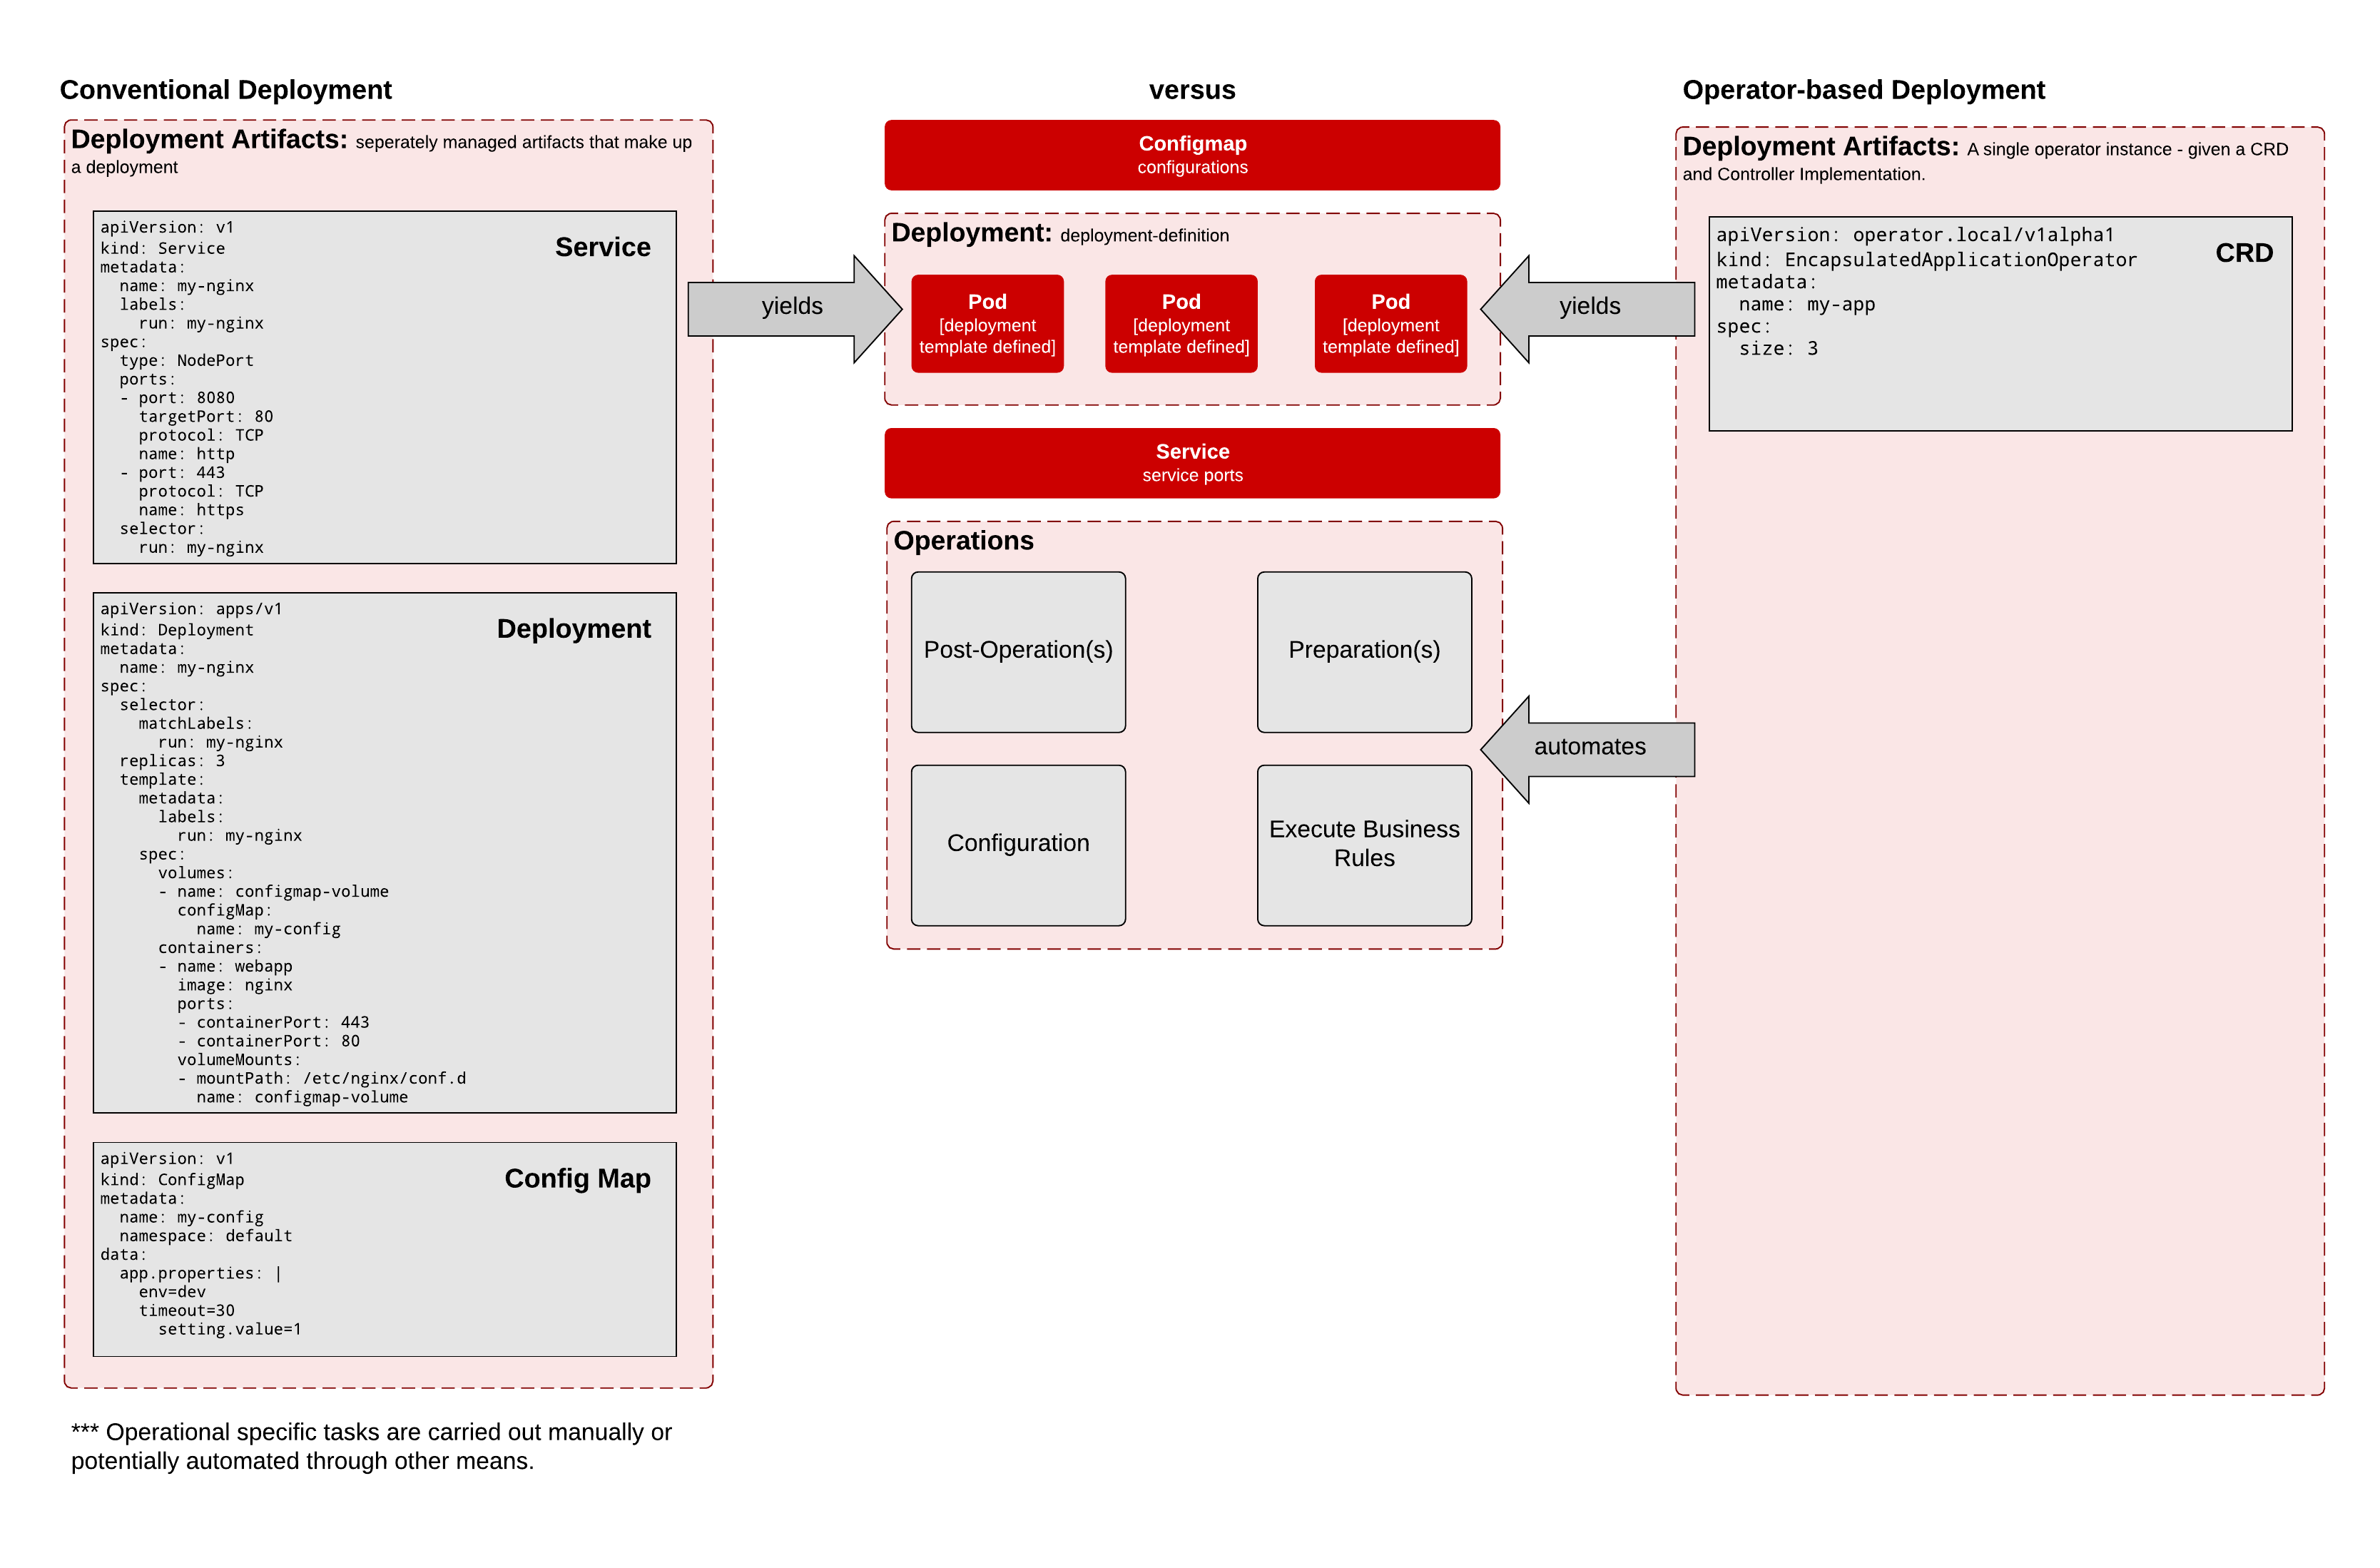 Conventional Deployment
versus
Operator-based Deployment
Deployment Artifacts: seperately managed artifacts that make up
a deployment
apiVersion: v1
kind: Service
metadata:
  name: my-nginx
  labels:
    run: my-nginx
spec:
  type: NodePort
  ports:
  - port: 8080
    targetPort: 80
    protocol: TCP
    name: http
  - port: 443
    protocol: TCP
    name: https
  selector:
    run: my-nginx
Service
apiVersion: apps/v1
kind: Deployment
metadata:
  name: my-nginx
spec:
  selector:
    matchLabels:
      run: my-nginx
  replicas: 3
  template:
    metadata:
      labels:
        run: my-nginx
    spec:
      volumes:
      - name: configmap-volume
        configMap:
          name: my-config
      containers:
      - name: webapp
        image: nginx
        ports:
        - containerPort: 443
        - containerPort: 80
        volumeMounts:
        - mountPath: /etc/nginx/conf.d
          name: configmap-volume
Deployment
apiVersion: v1
kind: ConfigMap
metadata:
  name: my-config
  namespace: default
data:
  app.properties: |
    env=dev
    timeout=30
      setting.value=1
Config Map
*** Operational specific tasks are carried out manually or
potentially automated through other means.
yields
Configmap
configurations
Deployment: deployment-definition
Pod
[deployment
template defined]
Pod
[deployment
template defined]
Pod
[deployment
template defined]
Service
service ports
Operations
Post-Operation(s)
Preparation(s)
Configuration
Execute Business
Rules
yields
automates
Deployment Artifacts: A single operator instance - given a CRD
and Controller Implementation.
apiVersion: operator.local/v1alpha1
kind: EncapsulatedApplicationOperator
metadata:
  name: my-app
spec:
  size: 3
CRD